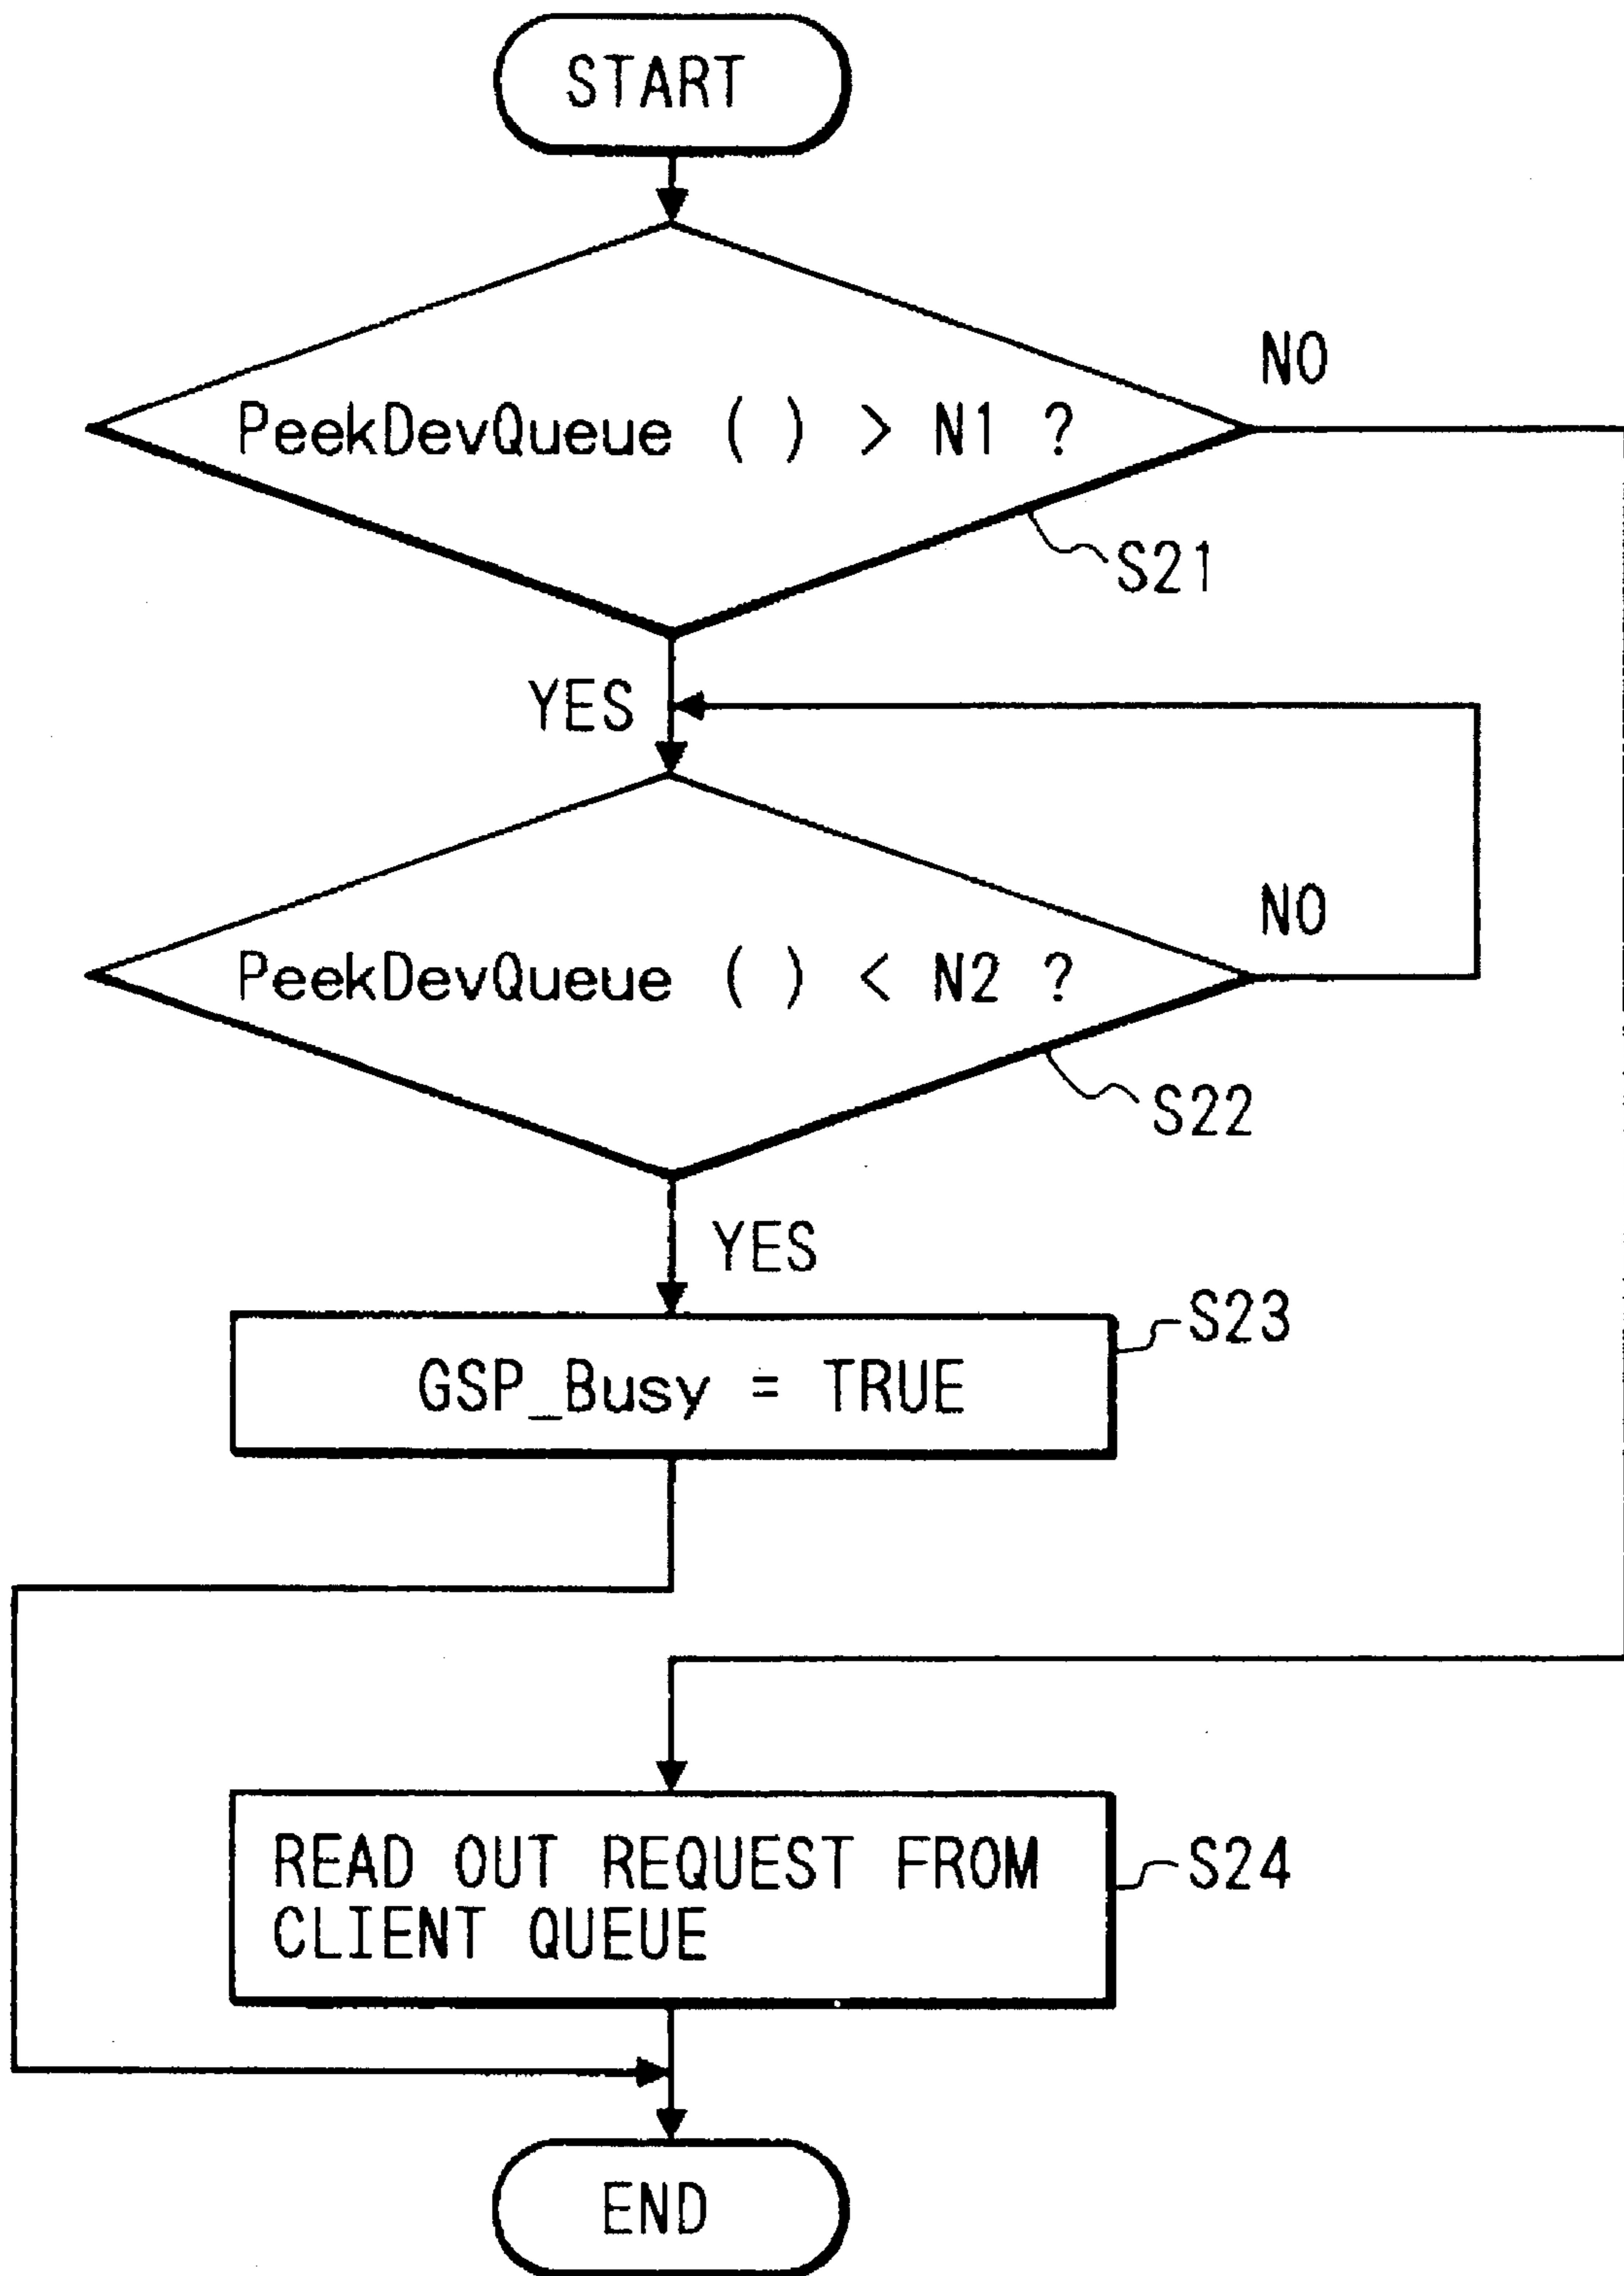 START
PeekDevQueue ( ) > N1 ?
NO
S21
YES
PeekDevQueue ( ) < N2 ?
NO
S22
YES
GSP_Busy = TRUE
S23
READ OUT REQUEST FROM
CLIENT QUEUE
S24
END